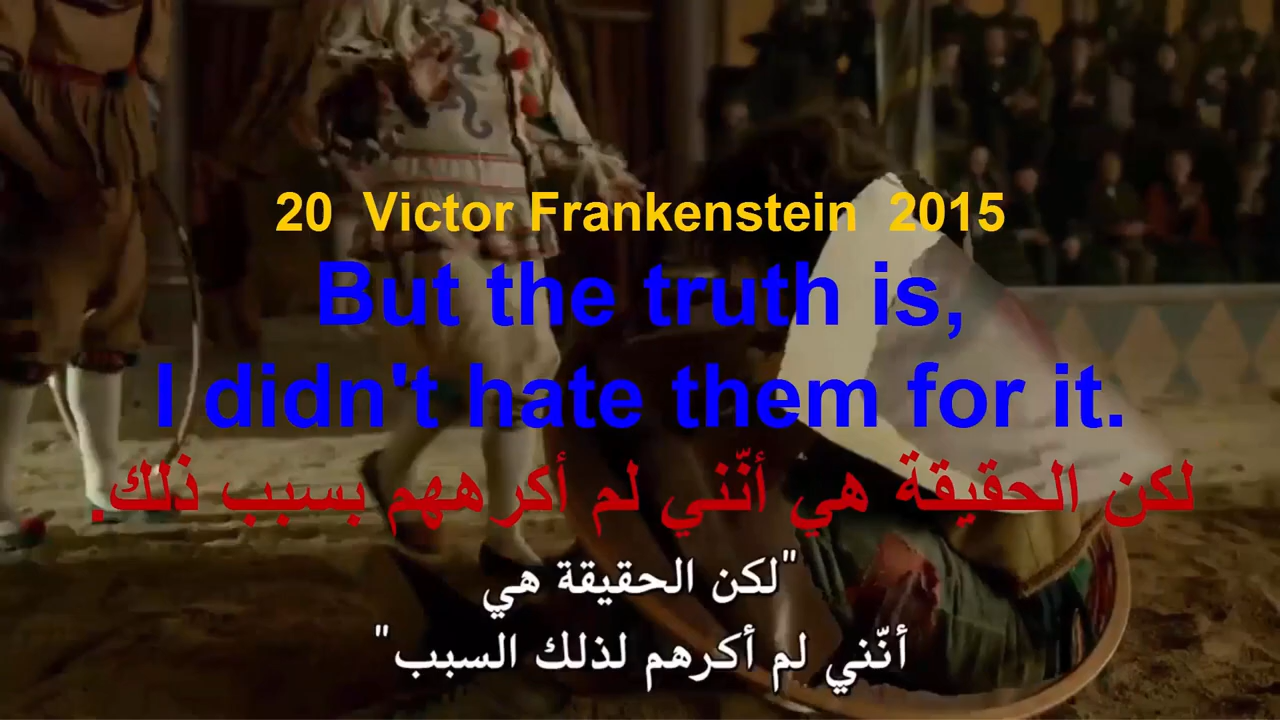 20 Victor Frankenstein 2015
But the truth is,
I didn't hate them for it.
لكن الحقيقة هي أنّني لم أكرههم بسبب ذلك.
"لكن الحقيقة هي
أنّني لم أكرهم لذلك السبب"